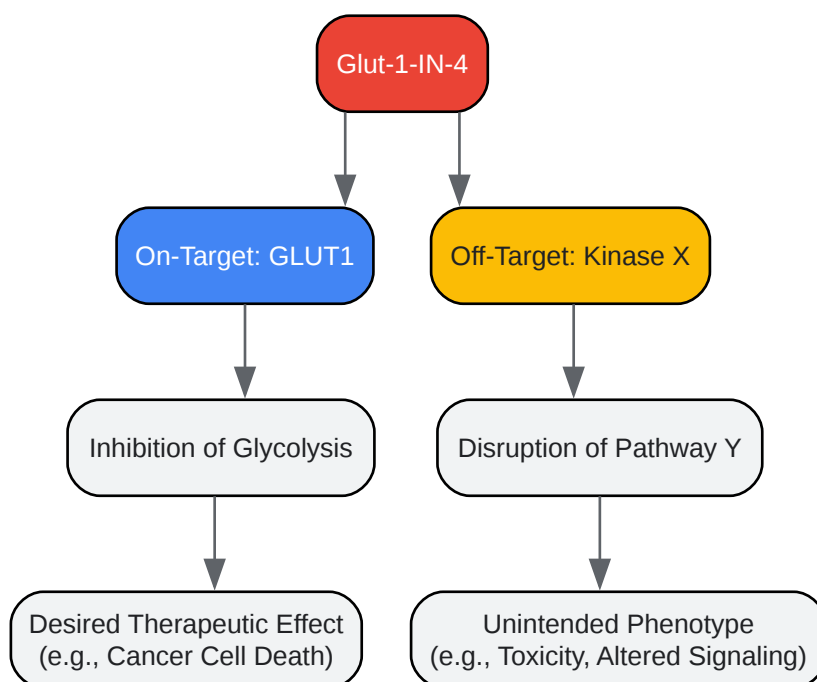 Glut-1-IN-4
On-Target: GLUT1
Off-Target: Kinase X
Inhibition of Glycolysis
Disruption of Pathway Y
Desired Therapeutic Effect
(e.g., Cancer Cell Death)
Unintended Phenotype
(e.g., Toxicity, Altered Signaling)